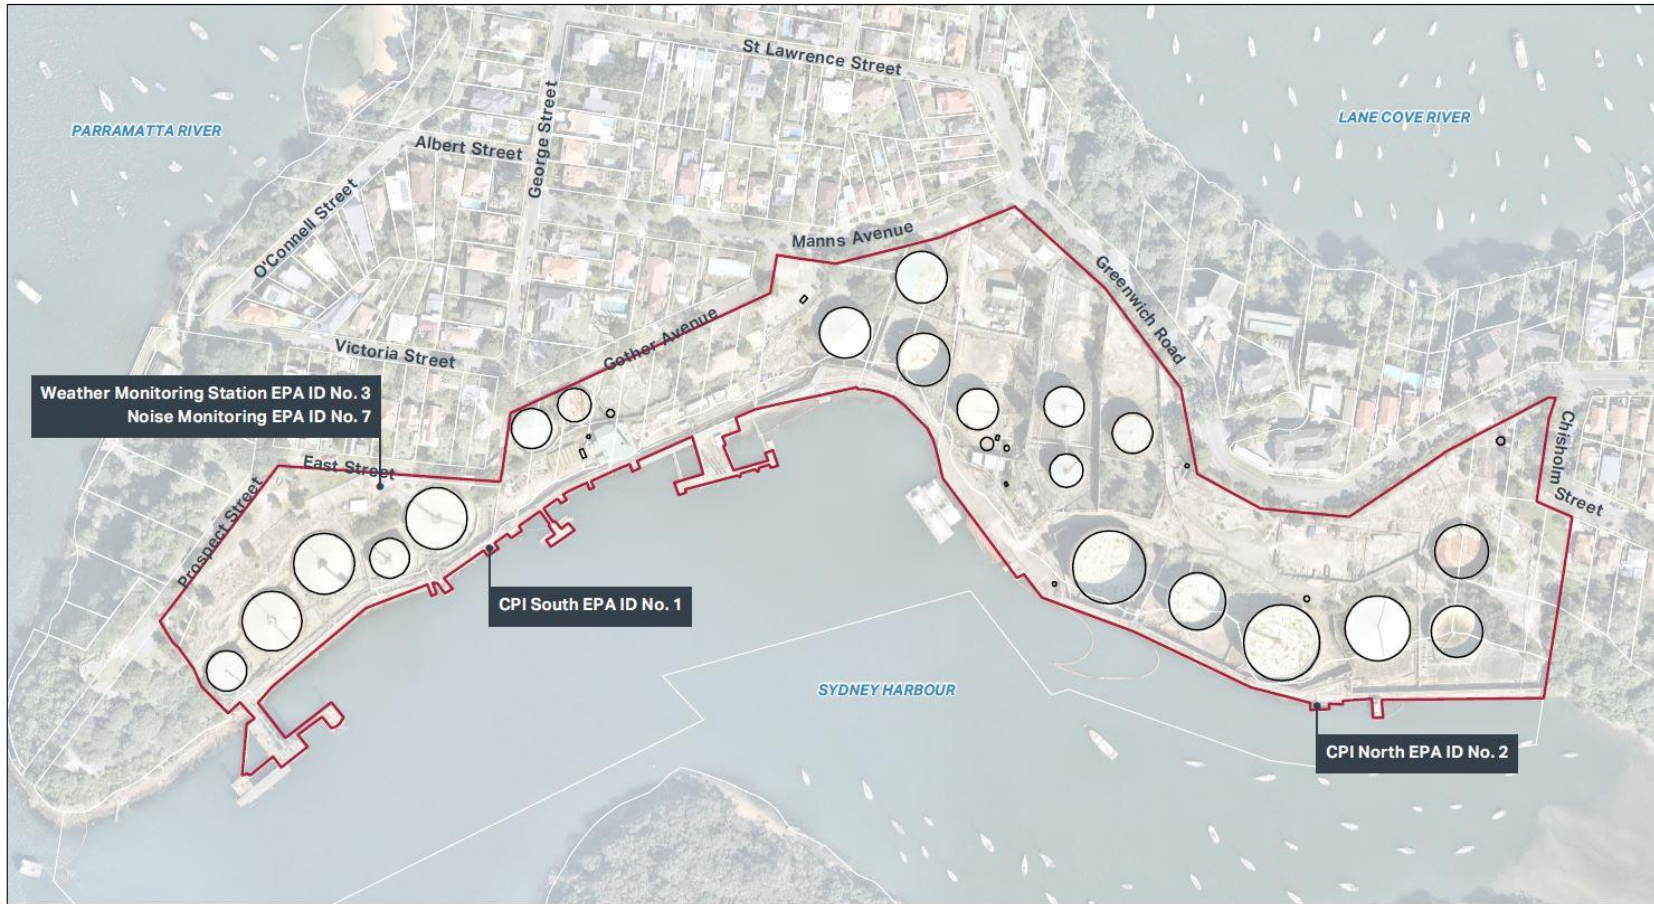 St Lawrence Street
PARRAMATTA RIVER
LANE COVE RIVER
Albert Street
George Street
O'Connell Street
Manns Avenue
Greenwich Road
Victoria Street
Gother Avenue
Weather Monitoring Station EPA ID No. 3
Noise Monitoring EPA ID No. 7
East Street
Prospect Street
Chisholm
Street
CPI South EPA ID No. 1
SYDNEY HARBOUR
CPI North EPA ID No. 2